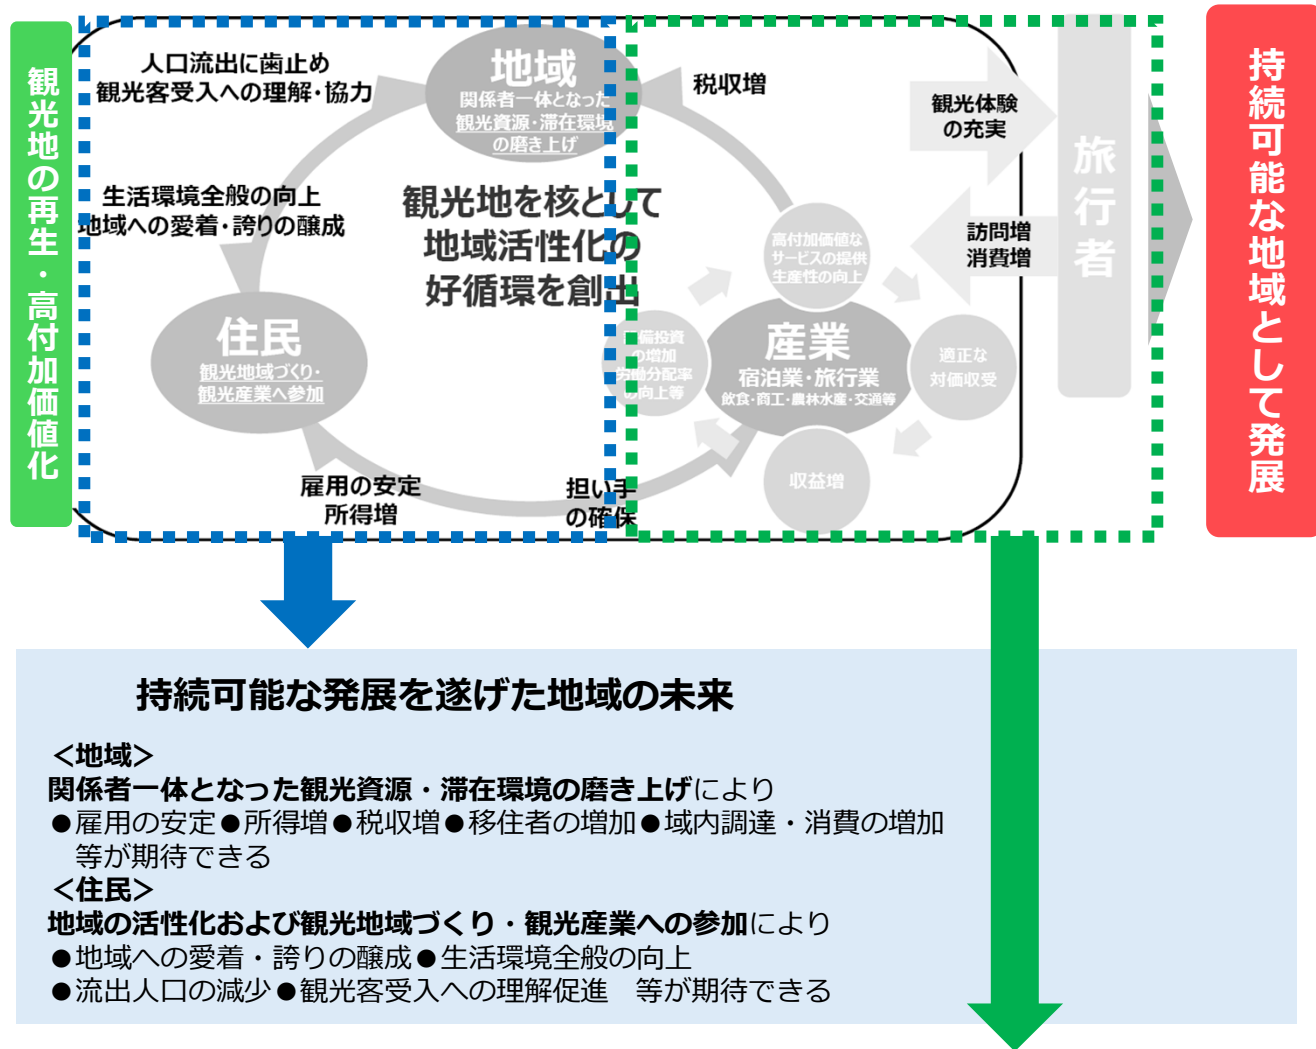 観光地の再生・高付加価値化
人口流出に歯止め
観光客受入への理解・協力
地域
関係者一体となった
観光資源・滞在環境
の磨き上げ
税収増
観光体験
の充実
旅行者
持続可能な地域として発展
生活環境全般の向上
地域への愛着・誇りの醸成
観光地を核として
地域活性化の
好循環を創出
高付加価値な
サービスの提供
生産性の向上
訪問増
消費増
住民
観光地域づくり・
観光産業へ参加
備投資
の増加
労働分配率
の向上等
産業
宿泊業・旅行業
飲食・商工・農林水産・交通等
適正な
対価収受
収益増
雇用の安定
所得増
担い手
の確保
持続可能な発展を遂げた地域の未来
<地域>
関係者一体となった観光資源・滞在環境の磨き上げにより
●雇用の安定●所得増●税収増●移住者の増加●域内調達・消費の増加
等が期待できる
<住民>
地域の活性化および観光地域づくり・観光産業への参加により
●地域への愛着・誇りの醸成●生活環境全般の向上
●流出人口の減少●観光客受入への理解促進　等が期待できる